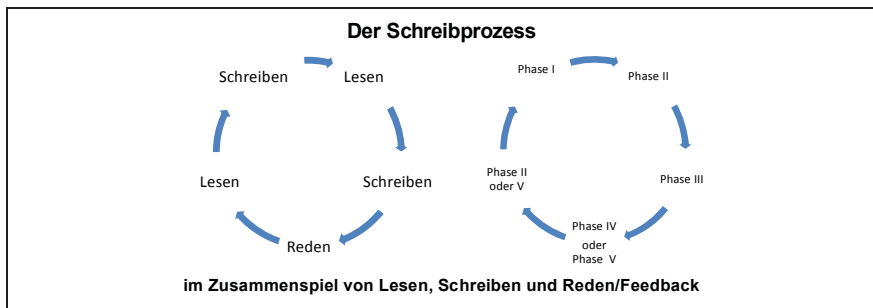 Der Schreibprozess
Schreiben
Lesen
Schreiben
Reden
Lesen
Phase I
Phase II
Phase III
Phase IV
oder
Phase V
Phase II
oder V
im Zusammenspiel von Lesen, Schreiben und Reden/Feedback